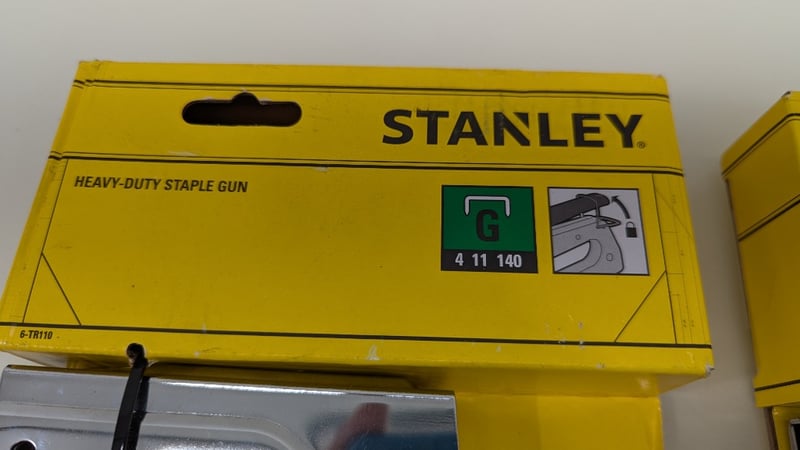 STANLEY®
HEAVY-DUTY STAPLE GUN
G
4 11 140
6-TR110